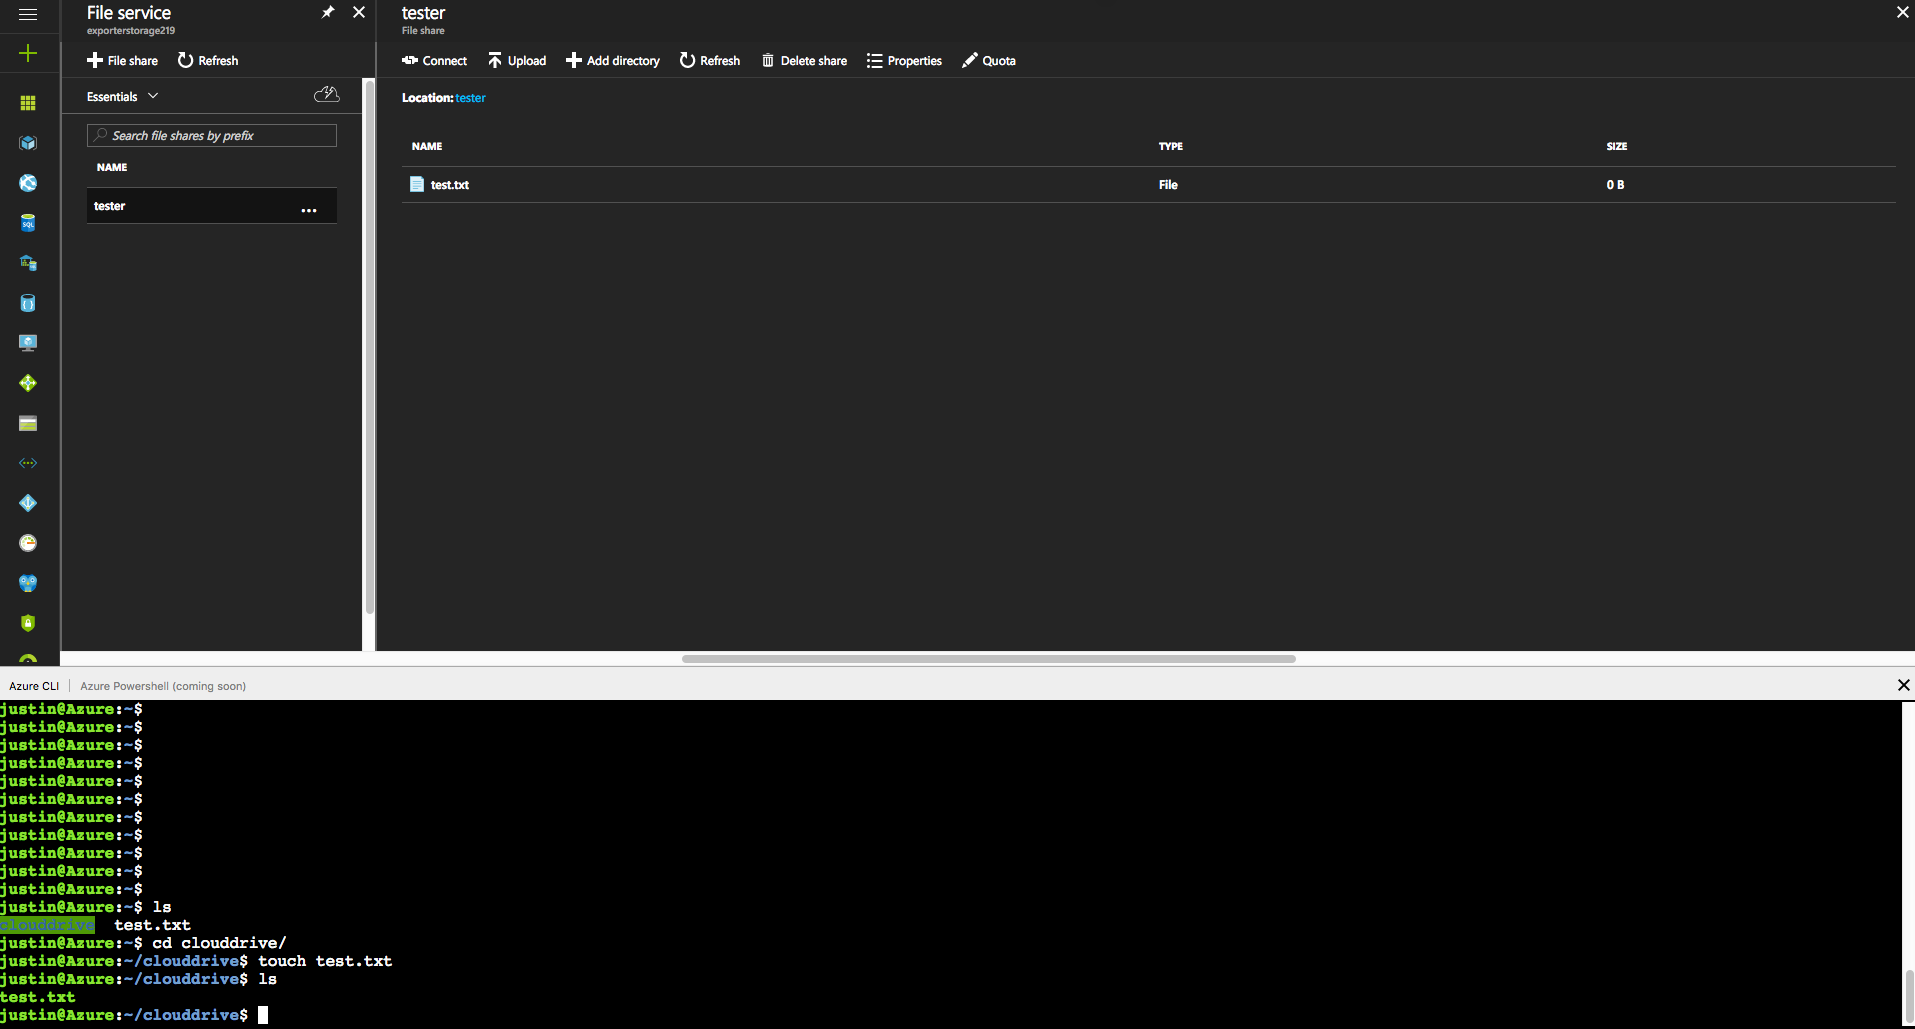 File service
exporterstorage219
File share Refresh
Essentials
Search file shares by prefix
NAME
tester ...
tester
File share
Connect Upload Add directory Refresh Delete share Properties Quota
Location: tester
NAME TYPE SIZE
test.txt File 0 B
SQL
Azure CLI Azure Powershell (coming soon)
justin@Azure:~$
justin@Azure:~$
justin@Azure:~$
justin@Azure:~$
justin@Azure:~$
justin@Azure:~$
justin@Azure:~$
justin@Azure:~$
justin@Azure:~$
justin@Azure:~$
justin@Azure:~$
justin@Azure:~$ ls
clouddrive test.txt
justin@Azure:~$ cd clouddrive/
justin@Azure:~/clouddrive$ touch test.txt
justin@Azure:~/clouddrive$ ls
test.txt
justin@Azure:~/clouddrive$